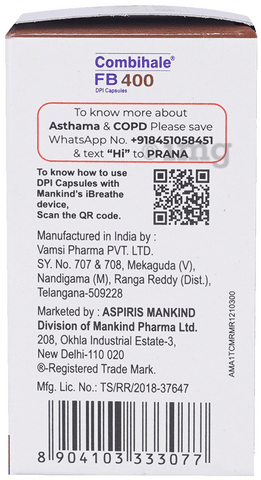 Combihale®
FB 400
DPI Capsules
To know more about
Asthama & COPD Please save
WhatsApp No. +918451058451
& text "Hi" to PRANA
To know how to use
DPI Capsules with
Mankind's iBreathe
device,
Scan the QR code.
Manufactured in India by :
Vamsi Pharma PVT. LTD.
SY. No. 707 & 708, Mekaguda (V),
Nandigama (M), Ranga Reddy (Dist.),
Telangana-509228
Marketed by : ASPIRIS MANKIND
Division of Mankind Pharma Ltd.
208, Okhla Industrial Estate-3,
New Delhi-110 020
®-Registered Trade Mark.
Mfg. Lic. No.: TS/RR/2018-37647
AMA1TCMRMR1210300
8 904103 333077